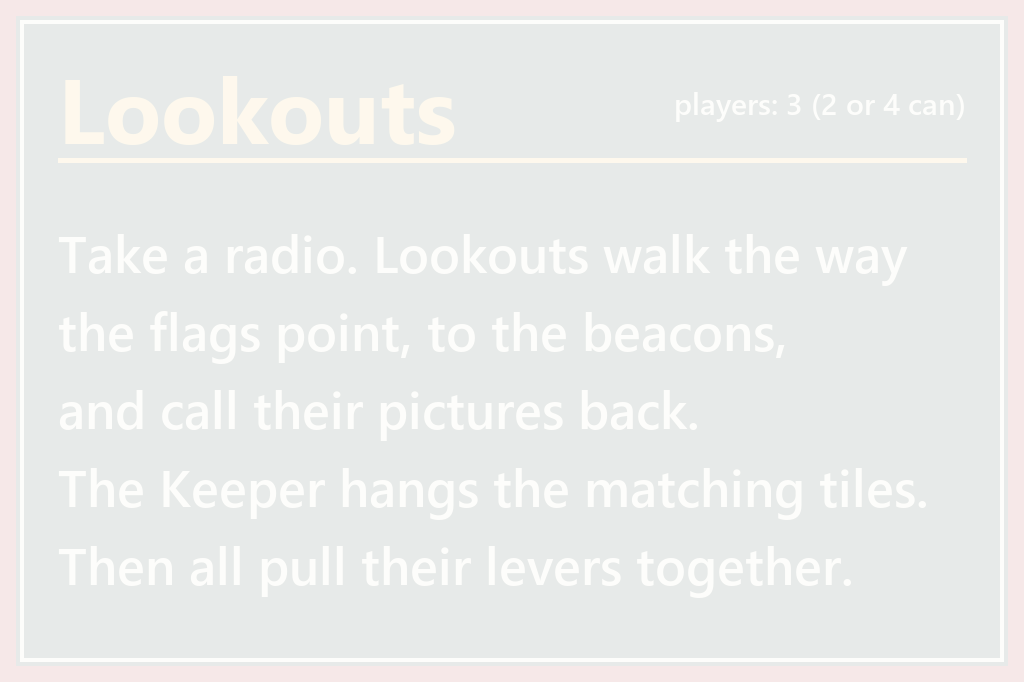 Lookouts
players: 3 (2 or 4 can)
Take a radio. Lookouts walk the way
the flags point, to the beacons,
and call their pictures back.
The Keeper hangs the matching tiles.
Then all pull their levers together.